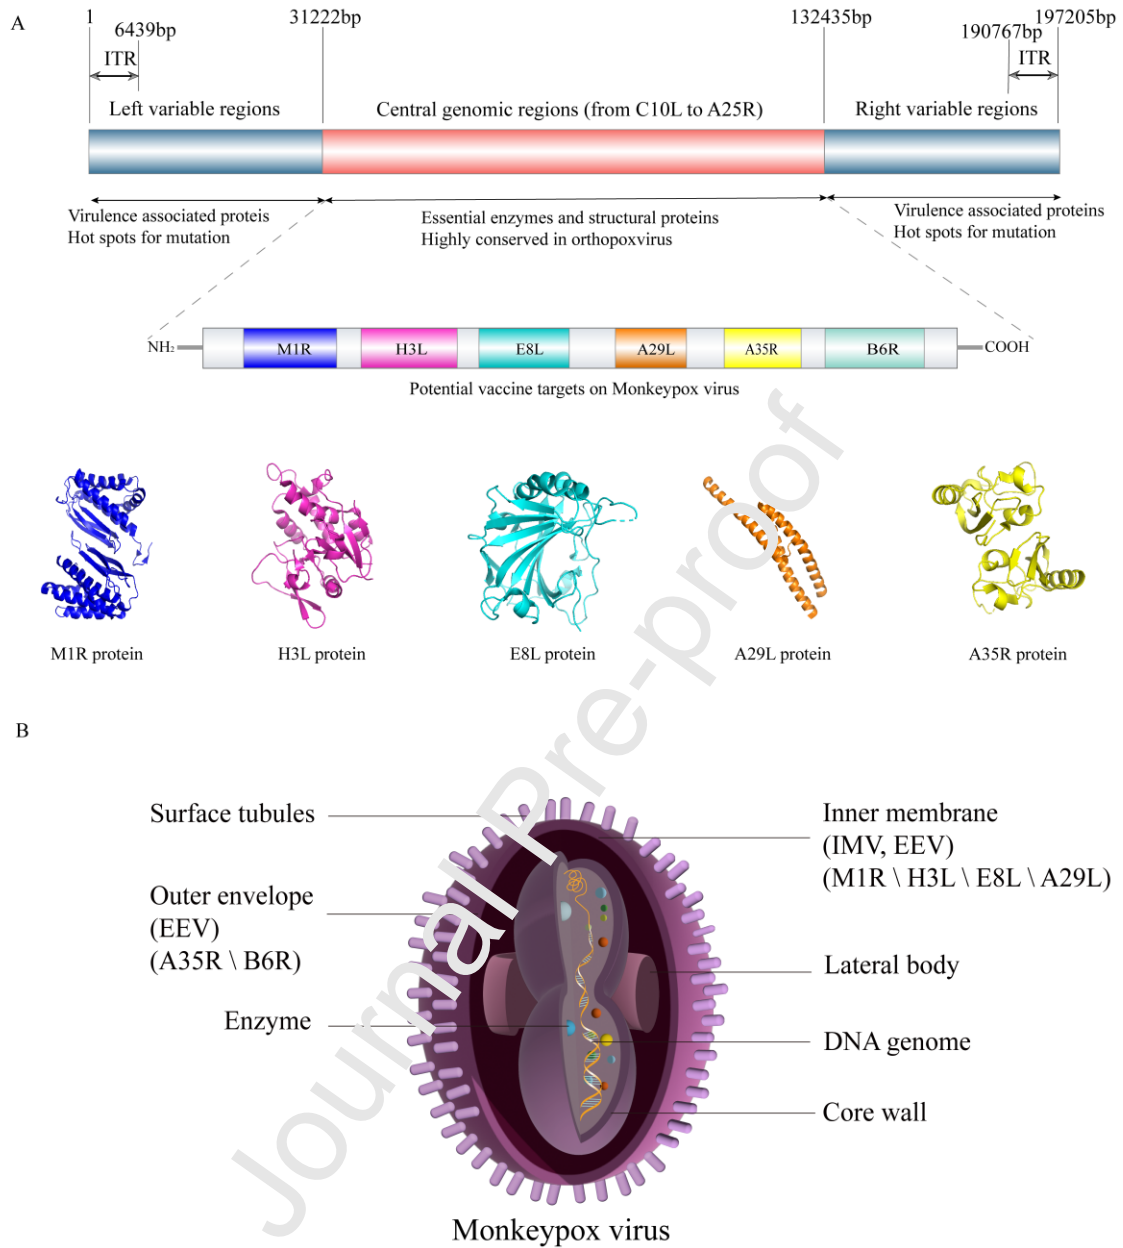 A
1
6439bp
31222bp
132435bp
190767bp
197205bp
ITR
ITR
Left variable regions
Central genomic regions (from C10L to A25R)
Right variable regions
Virulence associated proteis
Hot spots for mutation
Essential enzymes and structural proteins
Highly conserved in orthopoxvirus
Virulence associated proteins
Hot spots for mutation
NH₂
M1R
H3L
E8L
A29L
A35R
B6R
COOH
Potential vaccine targets on Monkeypox virus
M1R protein
H3L protein
E8L protein
A29L protein
A35R protein
B
Surface tubules
Outer envelope
(EEV)
(A35R \ B6R)
Enzyme
Inner membrane
(IMV, EEV)
(M1R \ H3L \ E8L \ A29L)
Lateral body
DNA genome
Core wall
Monkeypox virus
Journal Pre-proof